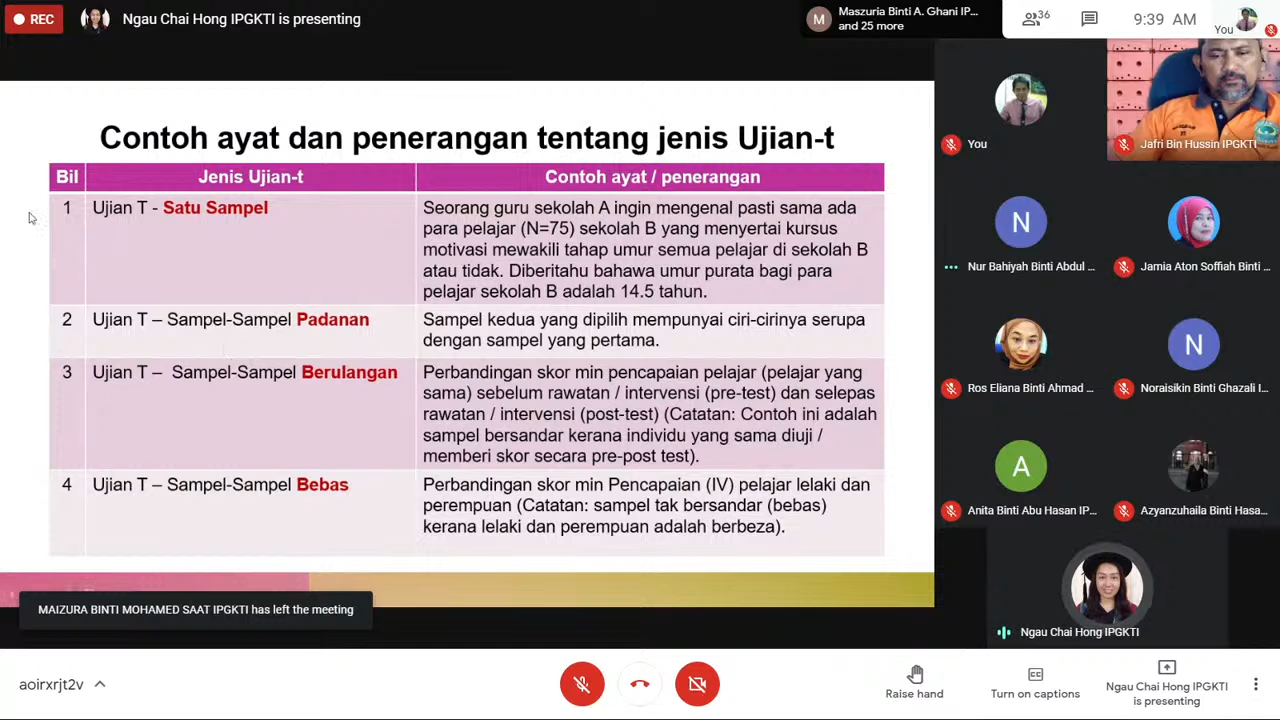 REC
Ngau Chai Hong IPGKTI is presenting
M
Maszuria Binti A. Ghani IP...
and 25 more
36
9:39 AM
You
Contoh ayat dan penerangan tentang jenis Ujian-t
Bil
Jenis Ujian-t
Contoh ayat / penerangan
1
Ujian T - Satu Sampel
Seorang guru sekolah A ingin mengenal pasti sama ada
para pelajar (N=75) sekolah B yang menyertai kursus
motivasi mewakili tahap umur semua pelajar di sekolah B
atau tidak. Diberitahu bahawa umur purata bagi para
pelajar sekolah B adalah 14.5 tahun.
2
Ujian T – Sampel-Sampel Padanan
Sampel kedua yang dipilih mempunyai ciri-cirinya serupa
dengan sampel yang pertama.
3
Ujian T – Sampel-Sampel Berulangan
Perbandingan skor min pencapaian pelajar (pelajar yang
sama) sebelum rawatan / intervensi (pre-test) dan selepas
rawatan / intervensi (post-test) (Catatan: Contoh ini adalah
sampel bersandar kerana individu yang sama diuji /
memberi skor secara pre-post test).
4
Ujian T – Sampel-Sampel Bebas
Perbandingan skor min Pencapaian (IV) pelajar lelaki dan
perempuan (Catatan: sampel tak bersandar (bebas)
kerana lelaki dan perempuan adalah berbeza).
MAIZURA BINTI MOHAMED SAAT IPGKTI has left the meeting
You
Jafri Bin Hussin IPGKTI
N
Nur Bahiyah Binti Abdul ...
Jamia Aton Soffiah Binti ...
Ros Eliana Binti Ahmad ...
N
Noraisikin Binti Ghazali I...
A
Anita Binti Abu Hasan IP...
Azyanzuhaila Binti Hasa...
Ngau Chai Hong IPGKTI
aoirxrjt2v
Raise hand
Turn on captions
Ngau Chai Hong IPGKTI
is presenting